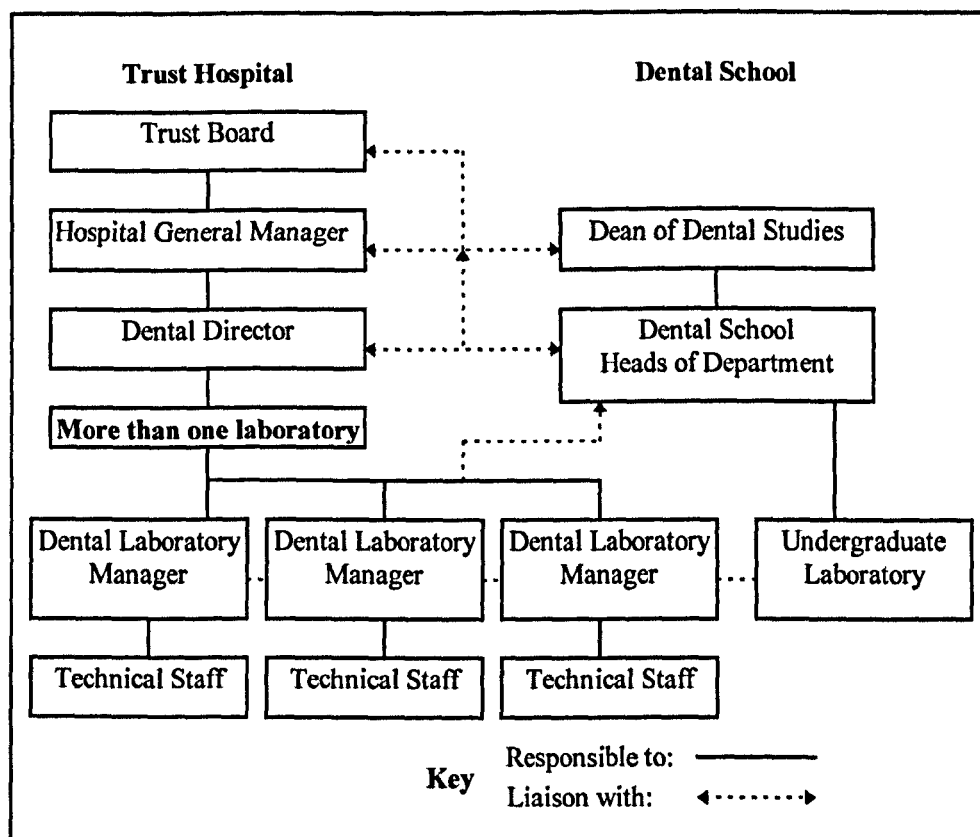 Trust Hospital
Dental School
Trust Board
Hospital General Manager
Dean of Dental Studies
Dental Director
Dental School
Heads of Department
More than one laboratory
Dental Laboratory
Manager
Dental Laboratory
Manager
Dental Laboratory
Manager
Undergraduate
Laboratory
Technical Staff
Technical Staff
Technical Staff
Key
Responsible to:
Liaison with: